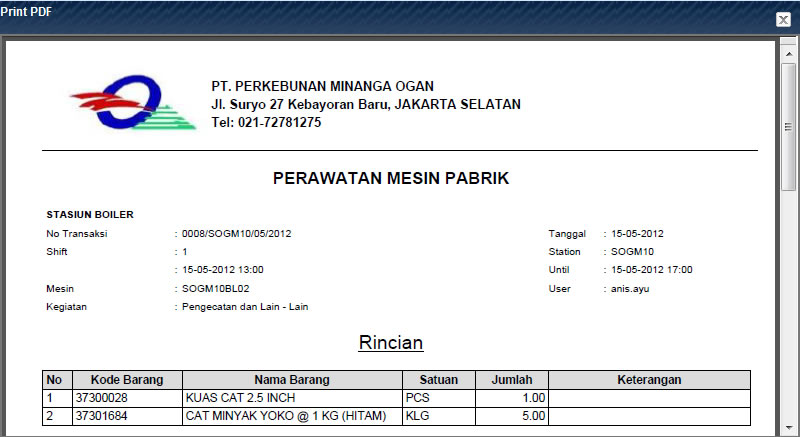 Print PDF
PT. PERKEBUNAN MINANGA OGAN
Jl. Suryo 27 Kebayoran Baru, JAKARTA SELATAN
Tel: 021-72781275
PERAWATAN MESIN PABRIK
STASIUN BOILER
No Transaksi : 0008/SOGM10/05/2012 Tanggal : 15-05-2012
Shift : 1 Station : SOGM10
: 15-05-2012 13:00 Until : 15-05-2012 17:00
Mesin : SOGM10BL02 User : anis.ayu
Kegiatan : Pengecatan dan Lain - Lain
Rincian
No Kode Barang Nama Barang Satuan Jumlah Keterangan
1 37300028 KUAS CAT 2.5 INCH PCS 1.00
2 37301684 CAT MINYAK YOKO @ 1 KG (HITAM) KLG 5.00